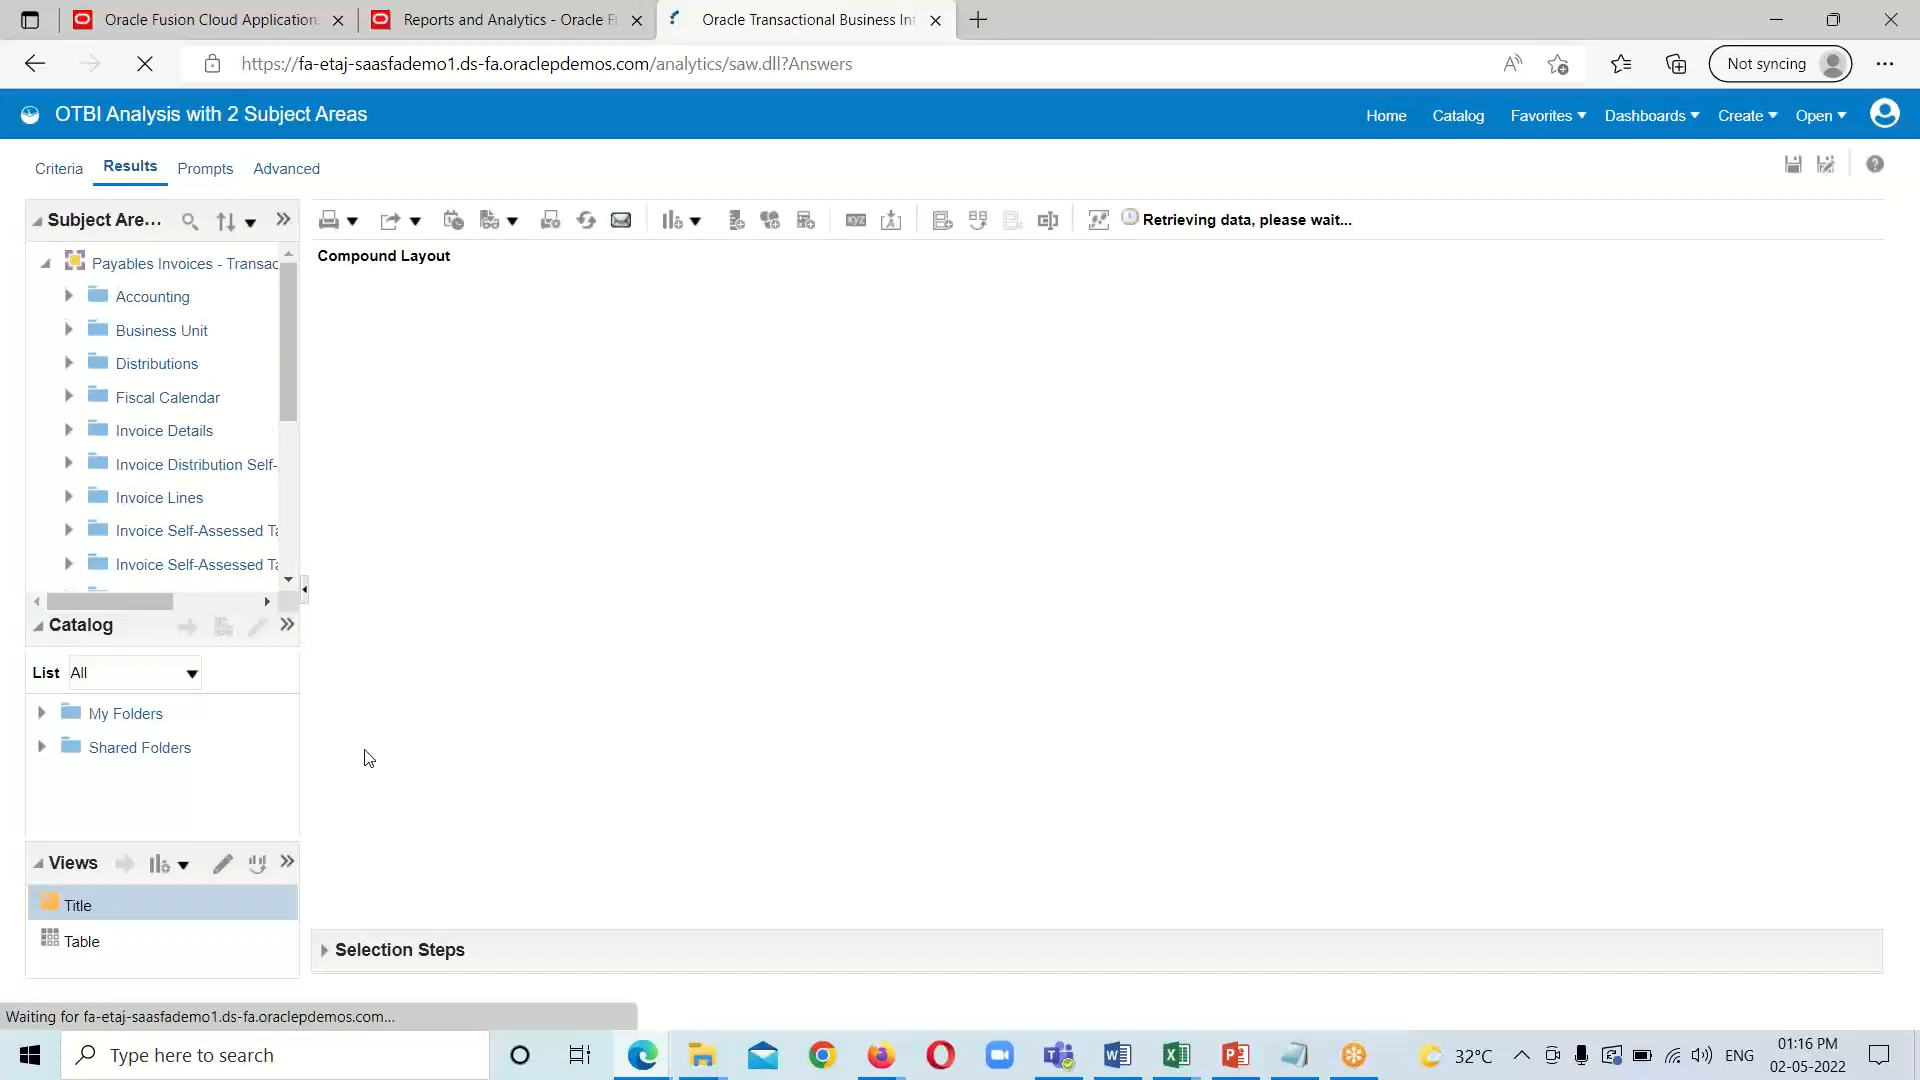 Oracle Fusion Cloud Application
Reports and Analytics - Oracle F
Oracle Transactional Business In
https://fa-etaj-saasfademo1.ds-fa.oraclepdemos.com/analytics/saw.dll?Answers
Not syncing
OTBI Analysis with 2 Subject Areas
Home
Catalog
Favorites
Dashboards
Create
Open
Criteria
Results
Prompts
Advanced
Subject Are...
Retrieving data, please wait...
Compound Layout
Payables Invoices - Transac
Accounting
Business Unit
Distributions
Fiscal Calendar
Invoice Details
Invoice Distribution Self-
Invoice Lines
Invoice Self-Assessed Ta
Invoice Self-Assessed Ta
Catalog
List All
My Folders
Shared Folders
Views
Title
Table
Selection Steps
Waiting for fa-etaj-saasfademo1.ds-fa.oraclepdemos.com...
Type here to search
32°C
ENG
01:16 PM
02-05-2022